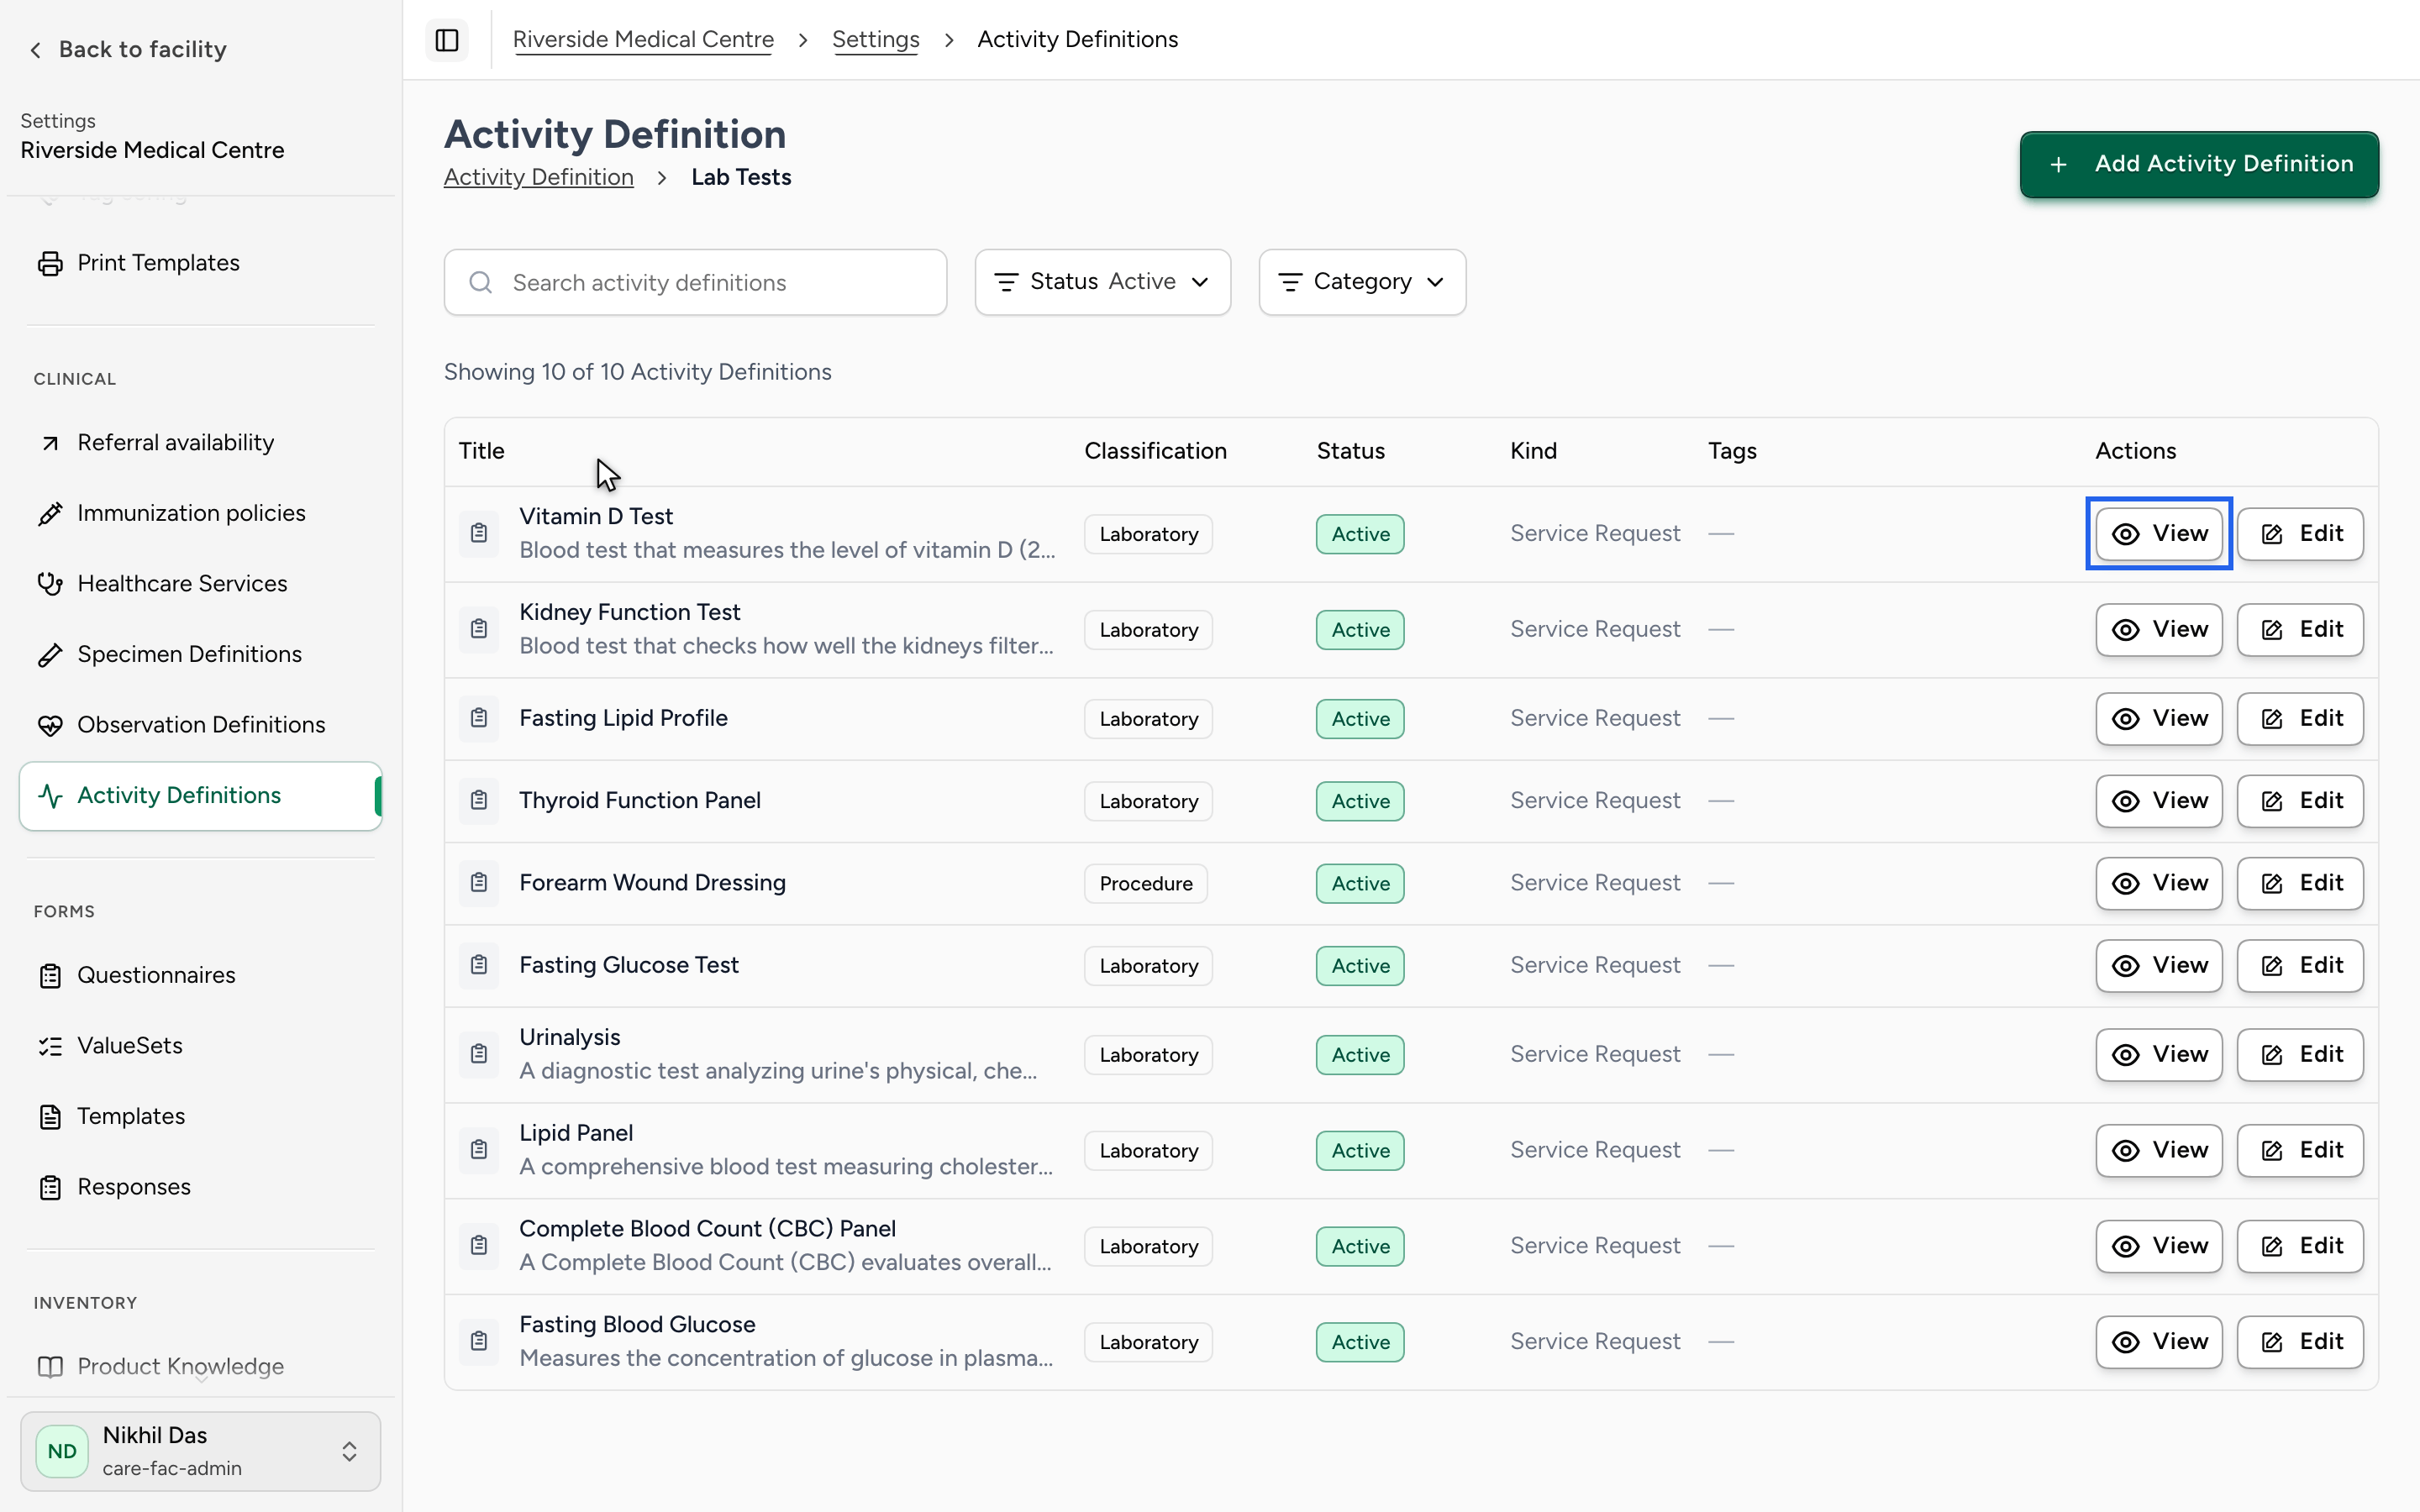 Back to facility
Settings
Riverside Medical Centre
Print Templates
CLINICAL
Referral availability
Immunization policies
Healthcare Services
Specimen Definitions
Observation Definitions
Activity Definitions
FORMS
Questionnaires
ValueSets
Templates
Responses
INVENTORY
Product Knowledge
ND
Nikhil Das
care-fac-admin
Riverside Medical Centre > Settings > Activity Definitions
Activity Definition
Activity Definition > Lab Tests
+ Add Activity Definition
Search activity definitions
Status Active
Category
Showing 10 of 10 Activity Definitions
Title Classification Status Kind Tags Actions
Vitamin D Test
Blood test that measures the level of vitamin D (2...
Laboratory Active Service Request — View Edit
Kidney Function Test
Blood test that checks how well the kidneys filter...
Laboratory Active Service Request — View Edit
Fasting Lipid Profile Laboratory Active Service Request — View Edit
Thyroid Function Panel Laboratory Active Service Request — View Edit
Forearm Wound Dressing Procedure Active Service Request — View Edit
Fasting Glucose Test Laboratory Active Service Request — View Edit
Urinalysis
A diagnostic test analyzing urine's physical, che...
Laboratory Active Service Request — View Edit
Lipid Panel
A comprehensive blood test measuring cholester...
Laboratory Active Service Request — View Edit
Complete Blood Count (CBC) Panel
A Complete Blood Count (CBC) evaluates overall...
Laboratory Active Service Request — View Edit
Fasting Blood Glucose
Measures the concentration of glucose in plasma...
Laboratory Active Service Request — View Edit